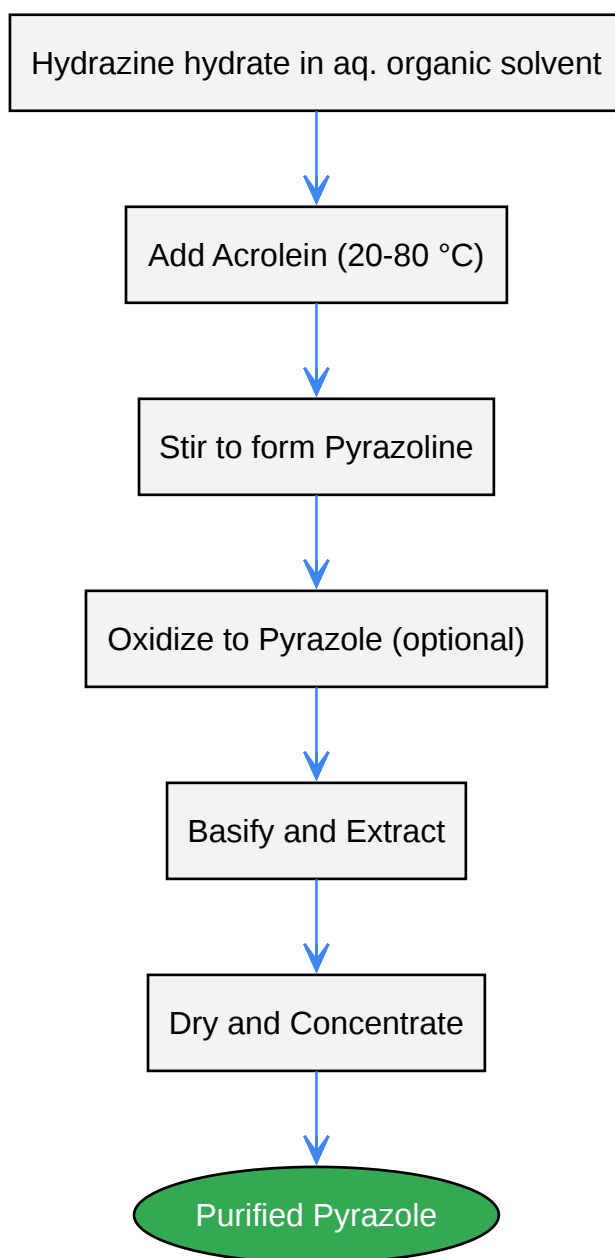 Hydrazine hydrate in aq. organic solvent
Add Acrolein (20-80 °C)
Stir to form Pyrazoline
Oxidize to Pyrazole (optional)
Basify and Extract
Dry and Concentrate
Purified Pyrazole